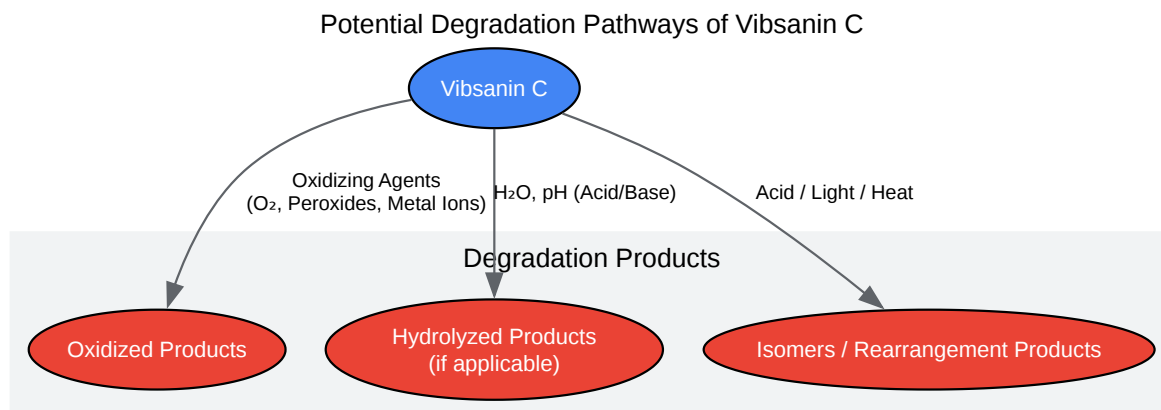 Potential Degradation Pathways of Vibsanin C
Vibsanin C
Oxidizing Agents
(O₂, Peroxides, Metal Ions)
H₂O, pH (Acid/Base)
Acid / Light / Heat
Degradation Products
Oxidized Products
Hydrolyzed Products
(if applicable)
Isomers / Rearrangement Products